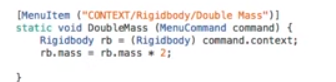 [MenuItem ("CONTEXT/Rigidbody/Double Mass")]
static void DoubleMass (MenuCommand command) {
Rigidbody rb = (Rigidbody) command.context;
rb.mass = rb.mass * 2;
}